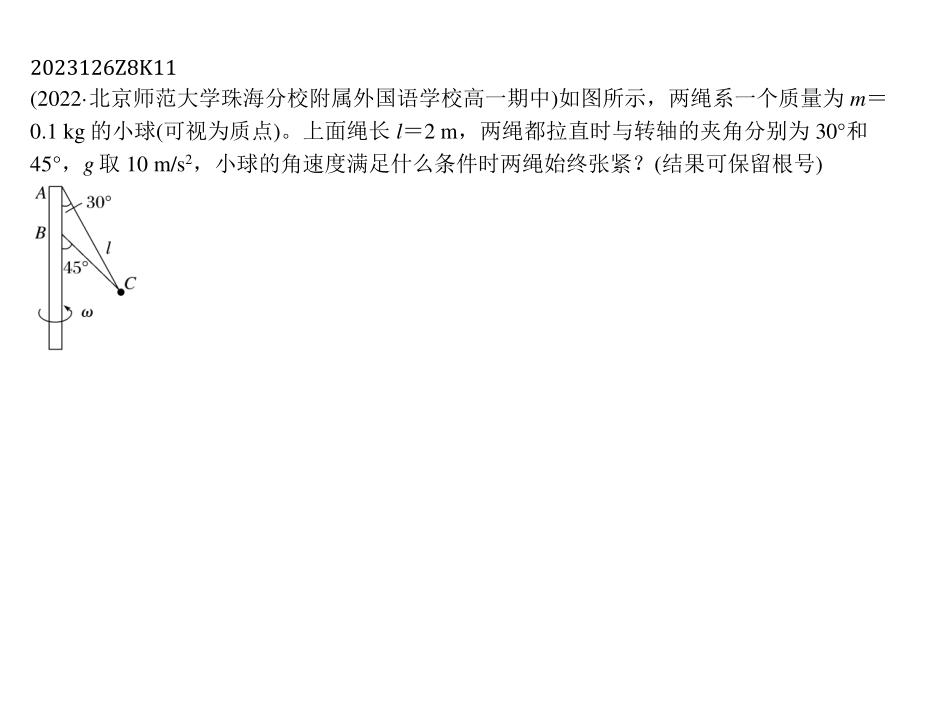 2023126Z8K11
(2022·北京师范大学珠海分校附属外国语学校高一期中)如图所示，两绳系一个质量为 m＝
0.1 kg 的小球(可视为质点)。上面绳长 l＝2 m，两绳都拉直时与转轴的夹角分别为 30°和
45°，g 取 10 m/s²，小球的角速度满足什么条件时两绳始终张紧？(结果可保留根号)
A
30°
B
l
45°
C
ω